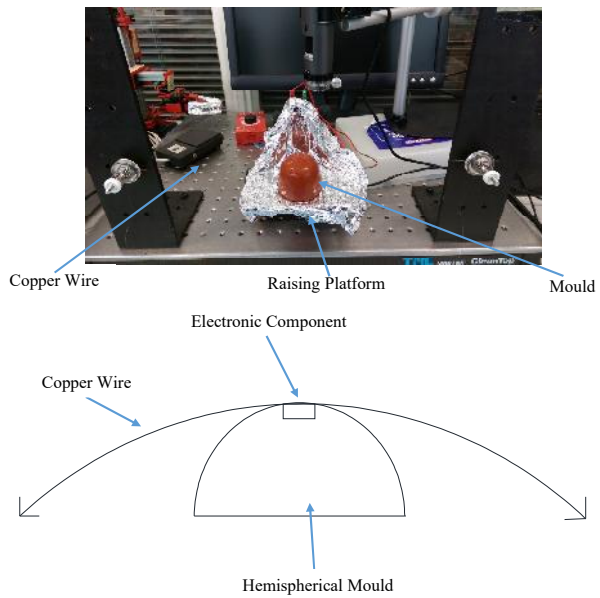 Copper Wire
Raising Platform
Mould
Electronic Component
Copper Wire
Hemispherical Mould